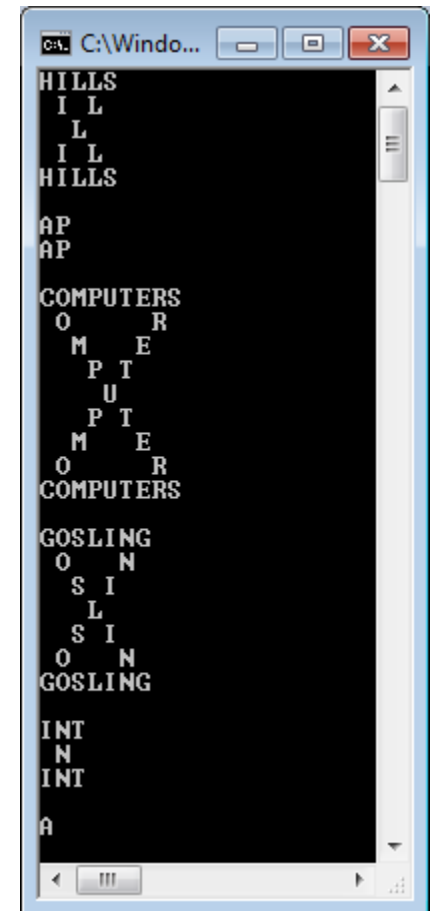 C:\Windo...
HILLS
 I L
  L
 I L
HILLS

AP
AP

COMPUTERS
 O     R
  M   E
   P T
    U
   P T
  M   E
 O     R
COMPUTERS

GOSLING
 O   N
  S I
   L
  S I
 O   N
GOSLING

INT
 N
INT

A